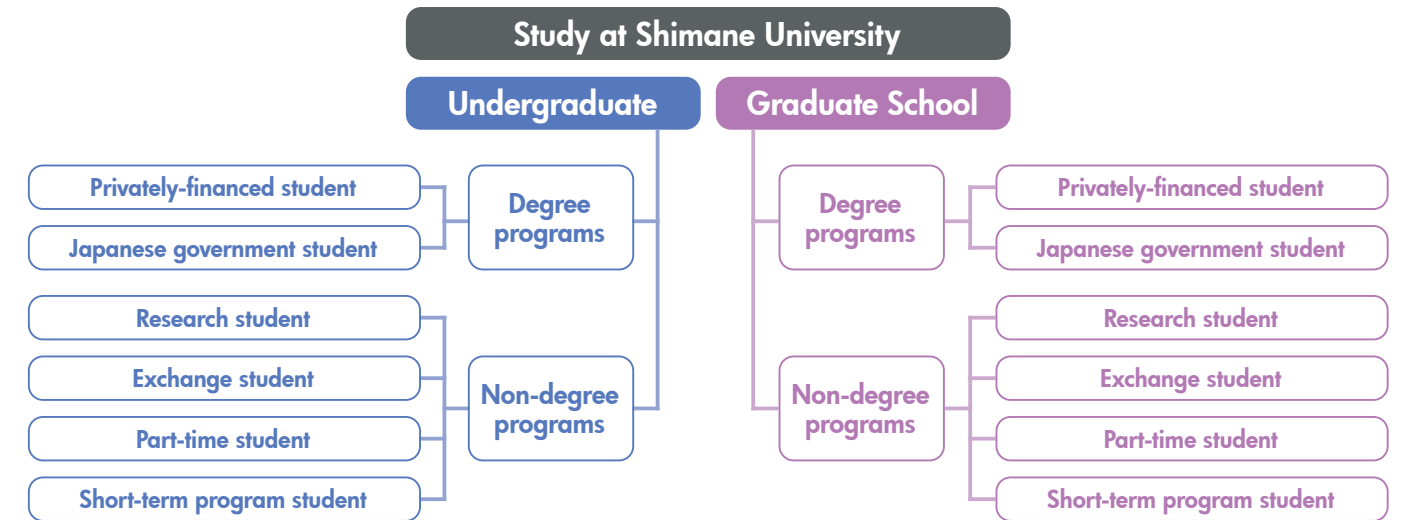 Study at Shimane University
Undergraduate
Graduate School
Privately-financed student
Japanese government student
Degree
programs
Research student
Exchange student
Part-time student
Short-term program student
Non-degree
programs
Degree
programs
Privately-financed student
Japanese government student
Non-degree
programs
Research student
Exchange student
Part-time student
Short-term program student